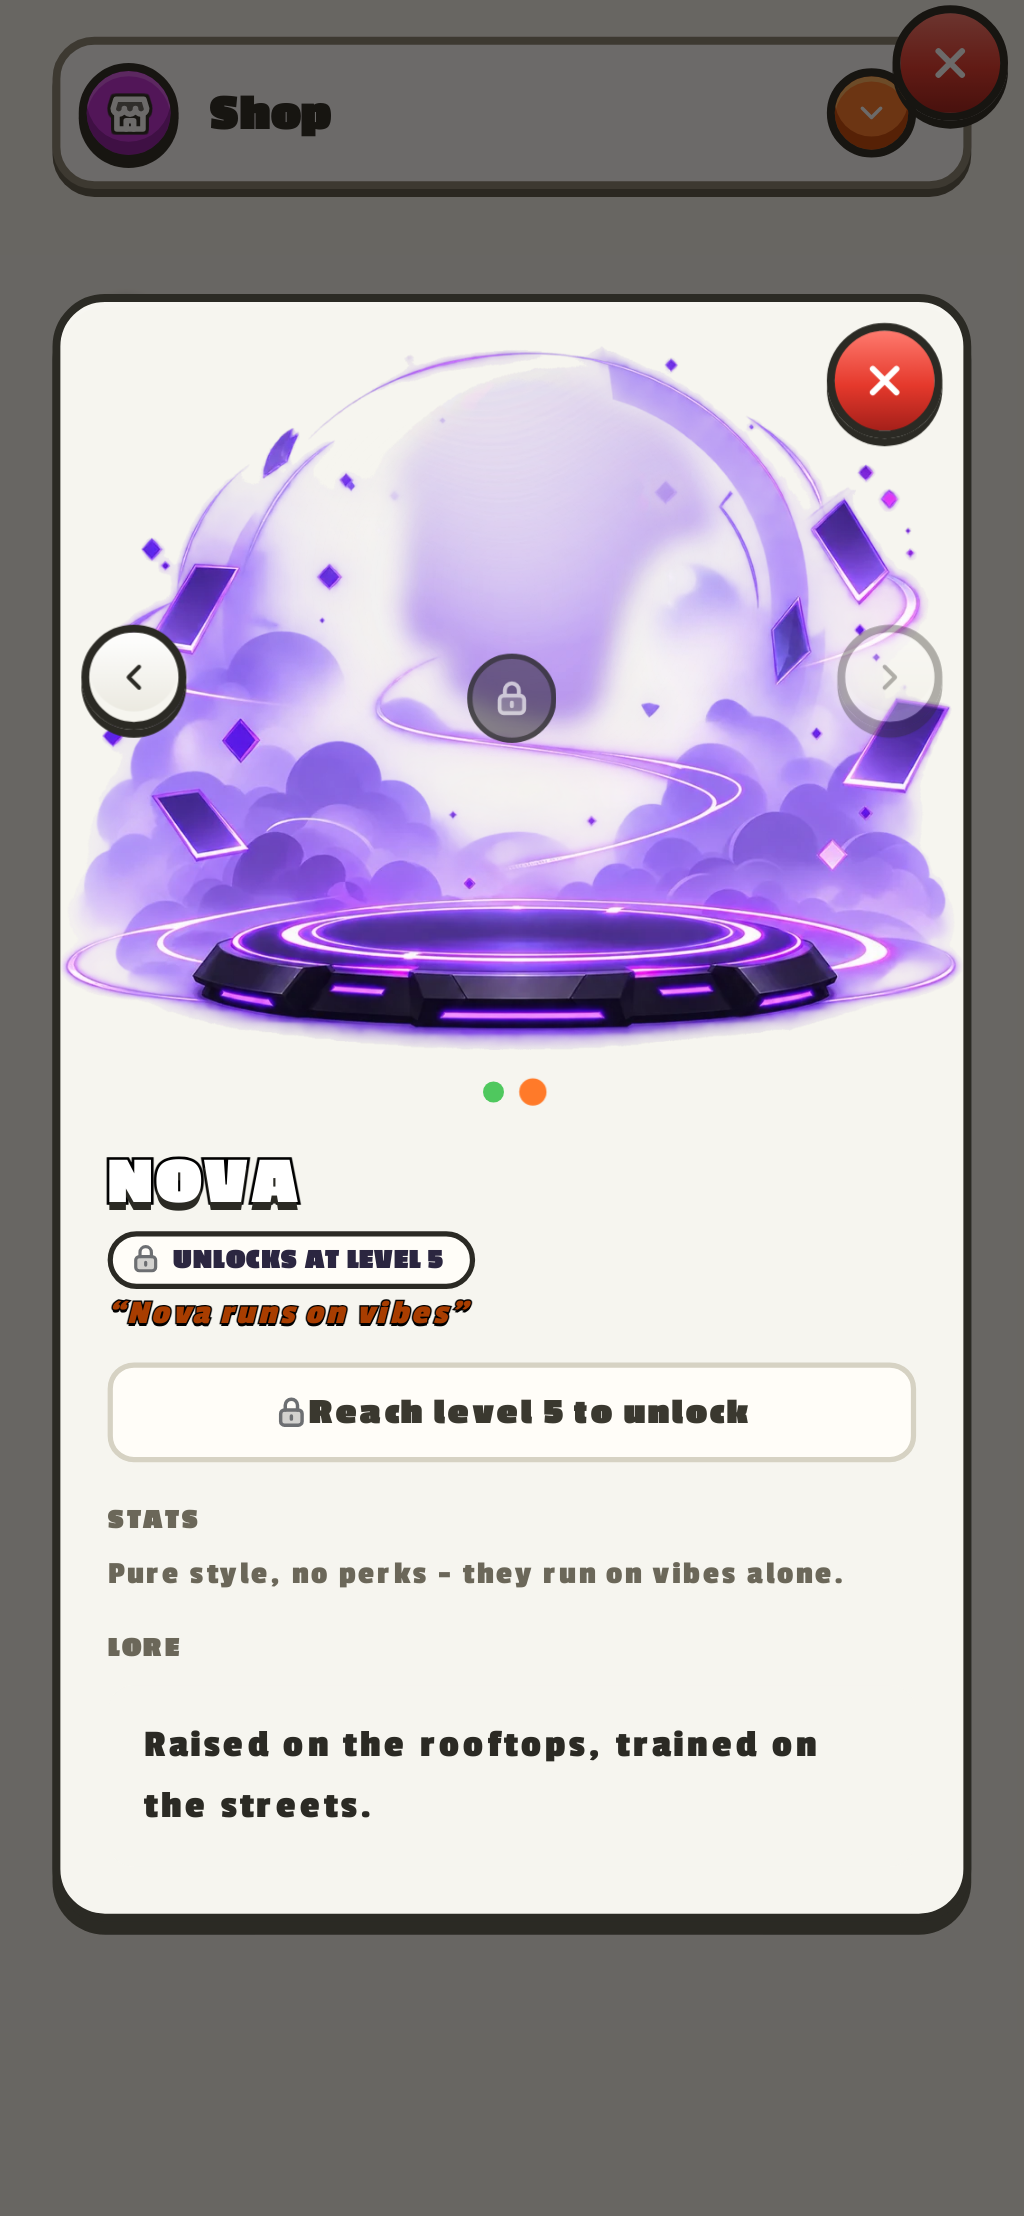 Shop
NOVA
UNLOCKS AT LEVEL 5
“Nova runs on vibes”
Reach level 5 to unlock
STATS
Pure style, no perks - they run on vibes alone.
LORE
Raised on the rooftops, trained on
the streets.